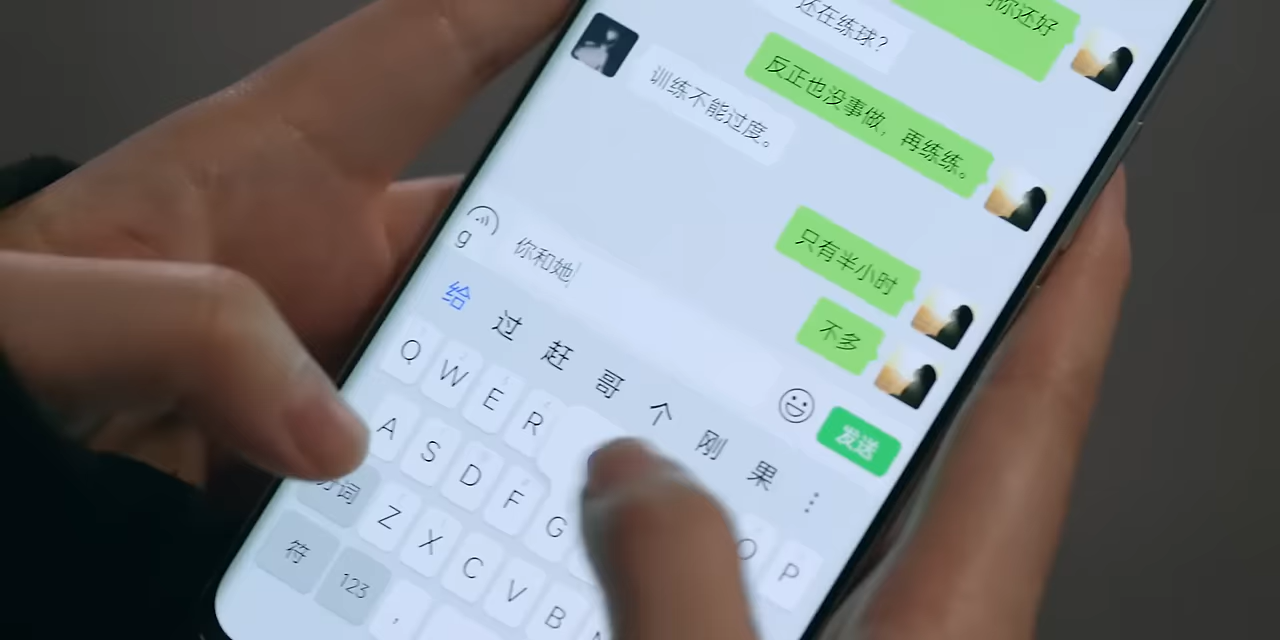 你还好
还在练球？
反正也没事做，再练练。
训练不能过度。
只有半小时
不多
g
你和她
发送
给 过 赶 哥 个 刚 果
Q W E R O P
A S D F G
词 Z X C V B
符 123 ,